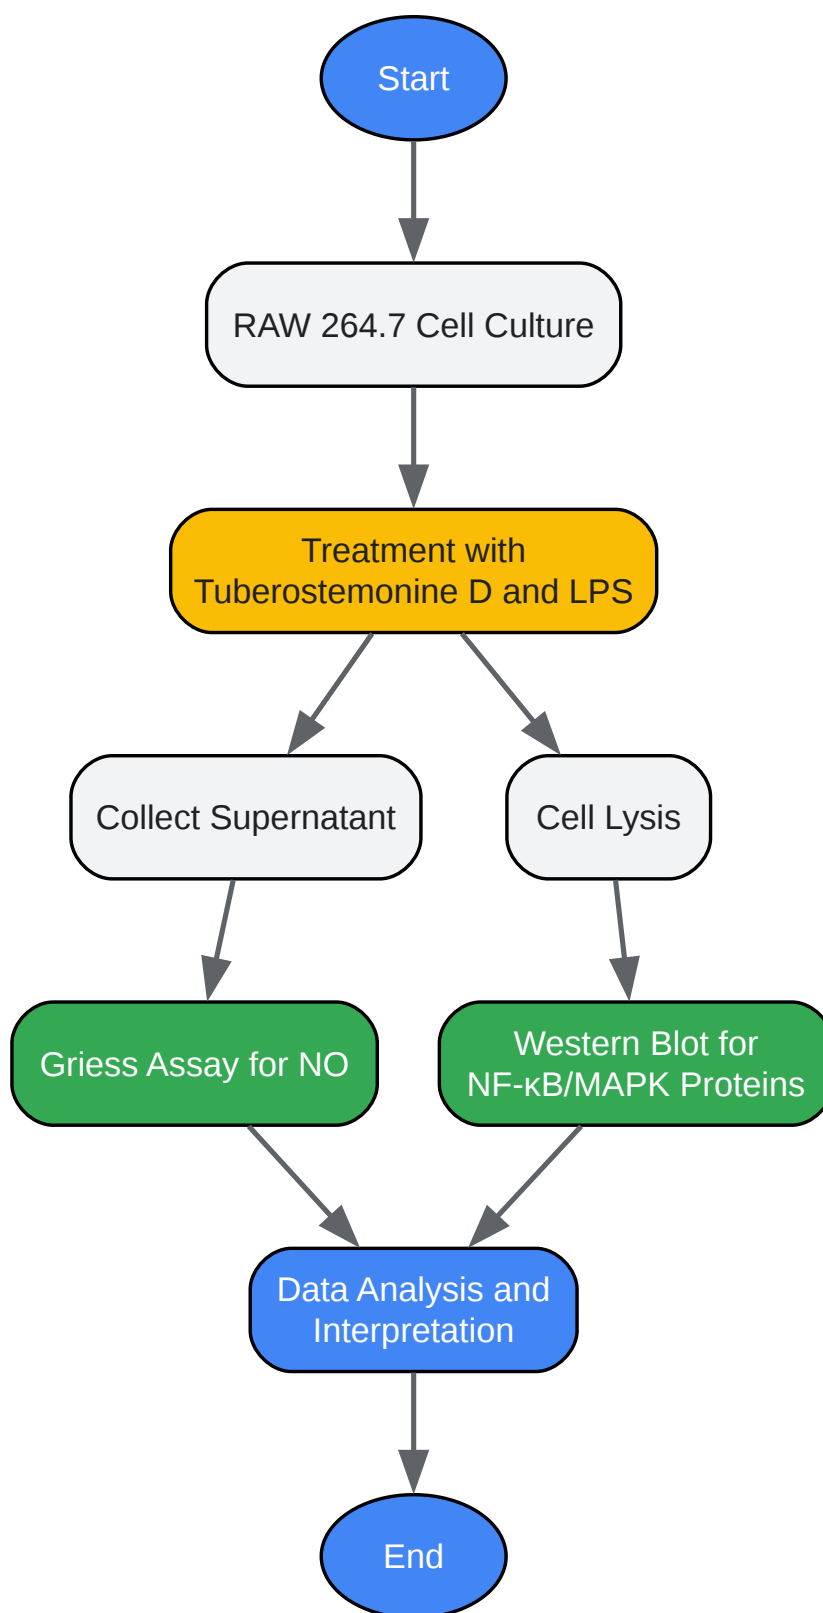 Start
RAW 264.7 Cell Culture
Treatment with
Tuberostemonine D and LPS
Collect Supernatant
Cell Lysis
Griess Assay for NO
Western Blot for
NF-κB/MAPK Proteins
Data Analysis and
Interpretation
End